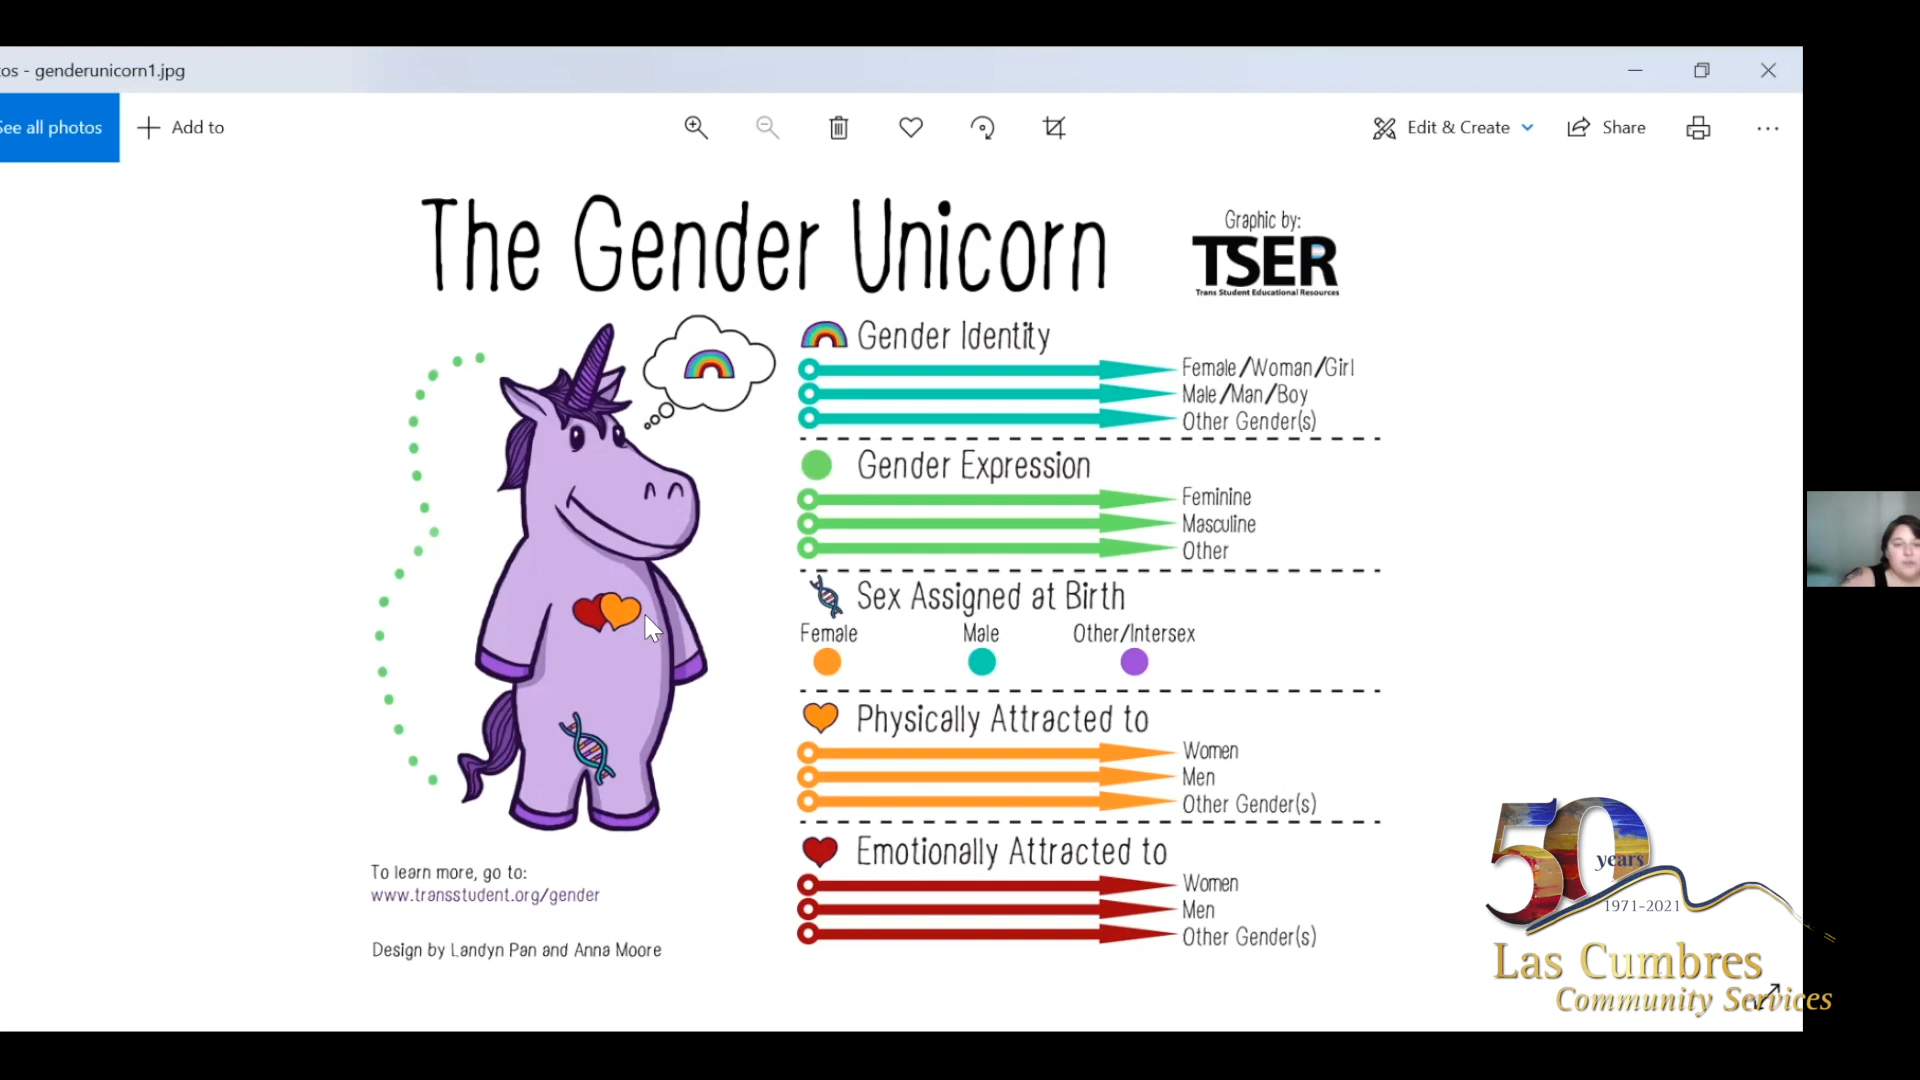 os - genderunicorn1.jpg
See all photos
Add to
Edit & Create
Share
The Gender Unicorn
Graphic by:
TSER
Trans Student Educational Resources
Gender Identity
Female/Woman/Girl
Male/Man/Boy
Other Gender(s)
Gender Expression
Feminine
Masculine
Other
Sex Assigned at Birth
Female Male Other/Intersex
Physically Attracted to
Women
Men
Other Gender(s)
Emotionally Attracted to
Women
Men
Other Gender(s)
To learn more, go to:
www.transstudent.org/gender
Design by Landyn Pan and Anna Moore
50 years
1971-2021
Las Cumbres
Community Services